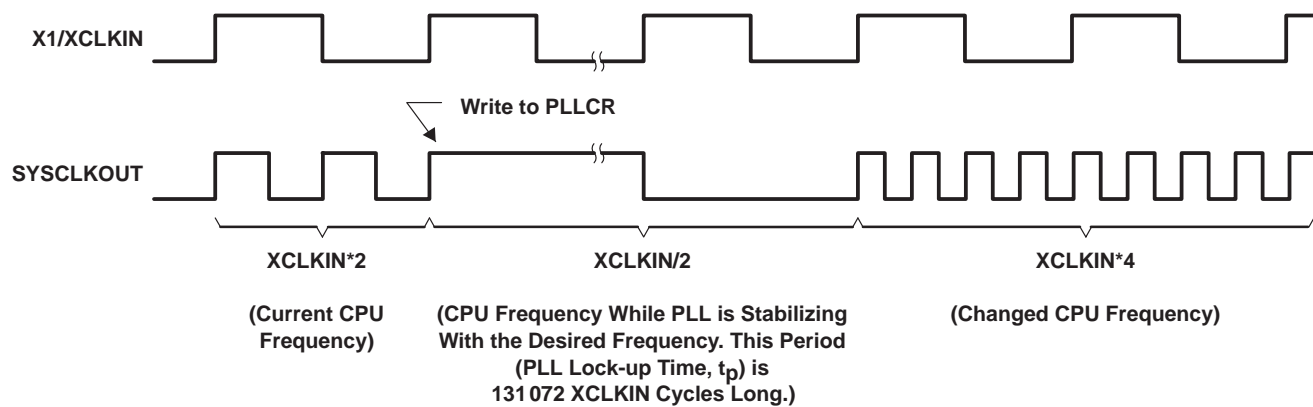 X1/XCLKIN
Write to PLLCR
SYSCLKOUT
XCLKIN*2
(Current CPU
Frequency)
XCLKIN/2
(CPU Frequency While PLL is Stabilizing
With the Desired Frequency. This Period
(PLL Lock-up Time, tp) is
131072 XCLKIN Cycles Long.)
XCLKIN*4
(Changed CPU Frequency)